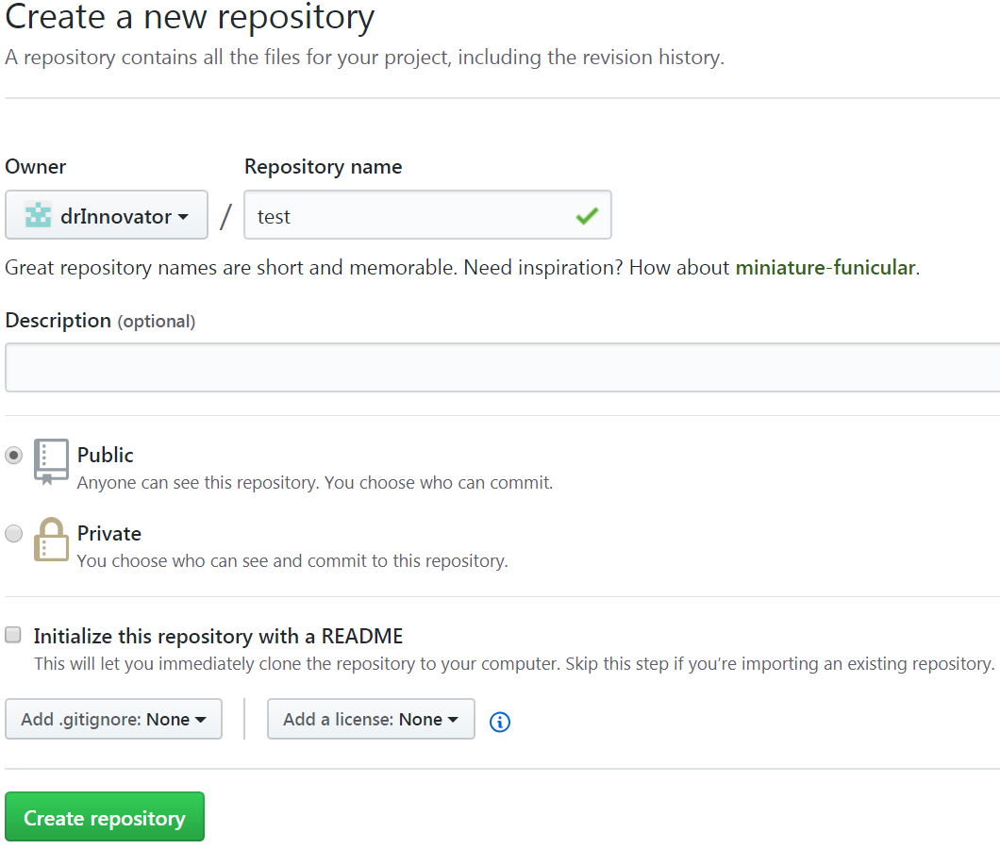 Create a new repository
A repository contains all the files for your project, including the revision history.
Owner
Repository name
drInnovator
/
test
Great repository names are short and memorable. Need inspiration? How about miniature-funicular.
Description (optional)
Public
Anyone can see this repository. You choose who can commit.
Private
You choose who can see and commit to this repository.
Initialize this repository with a README
This will let you immediately clone the repository to your computer. Skip this step if you’re importing an existing repository.
Add .gitignore: None
Add a license: None
Create repository